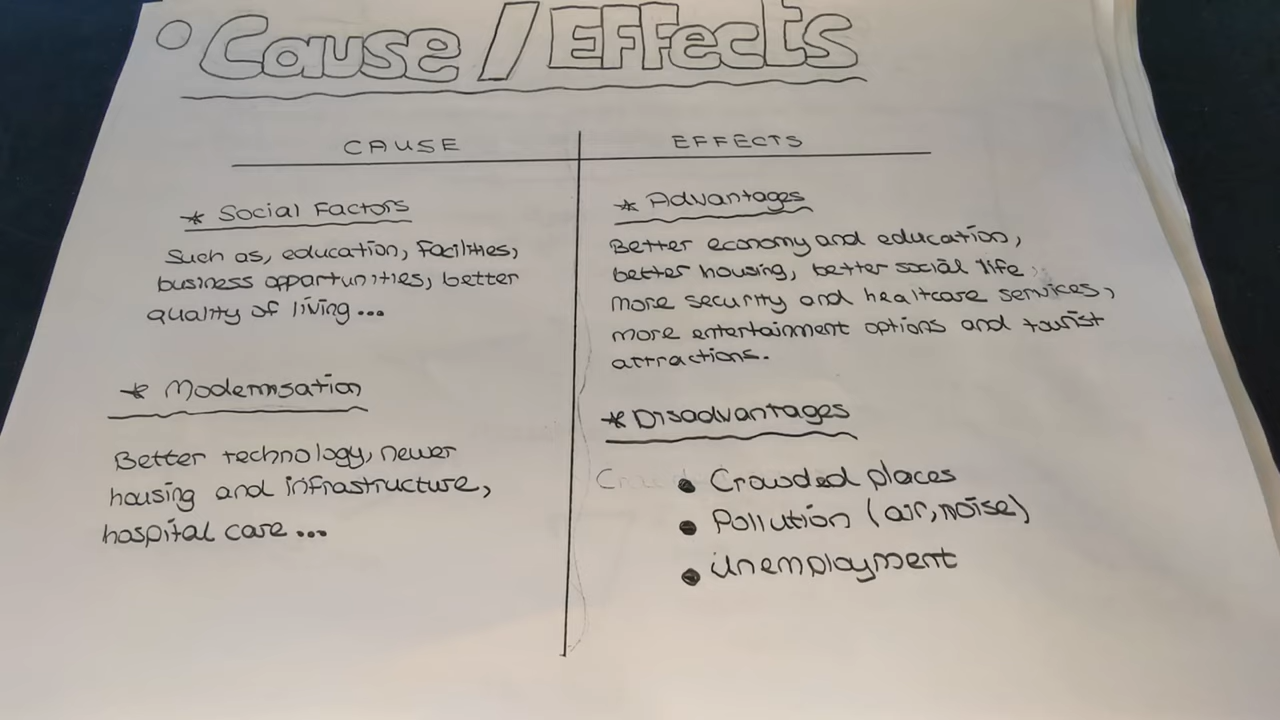 Cause / Effects
CAUSE
EFFECTS
* Social Factors
Such as, education, facilities,
business oppartunities, better
quality of living...
* Modernisation
Better technology, newer
housing and infrastructure,
hospital care...
* Advantages
Better economy and education,
better housing, better social life,
more security and healtcare services,
more entertainment options and tourist
attractions.
* Disadvantages
• Crowded places
• Pollution (air, noise)
• Unemployment